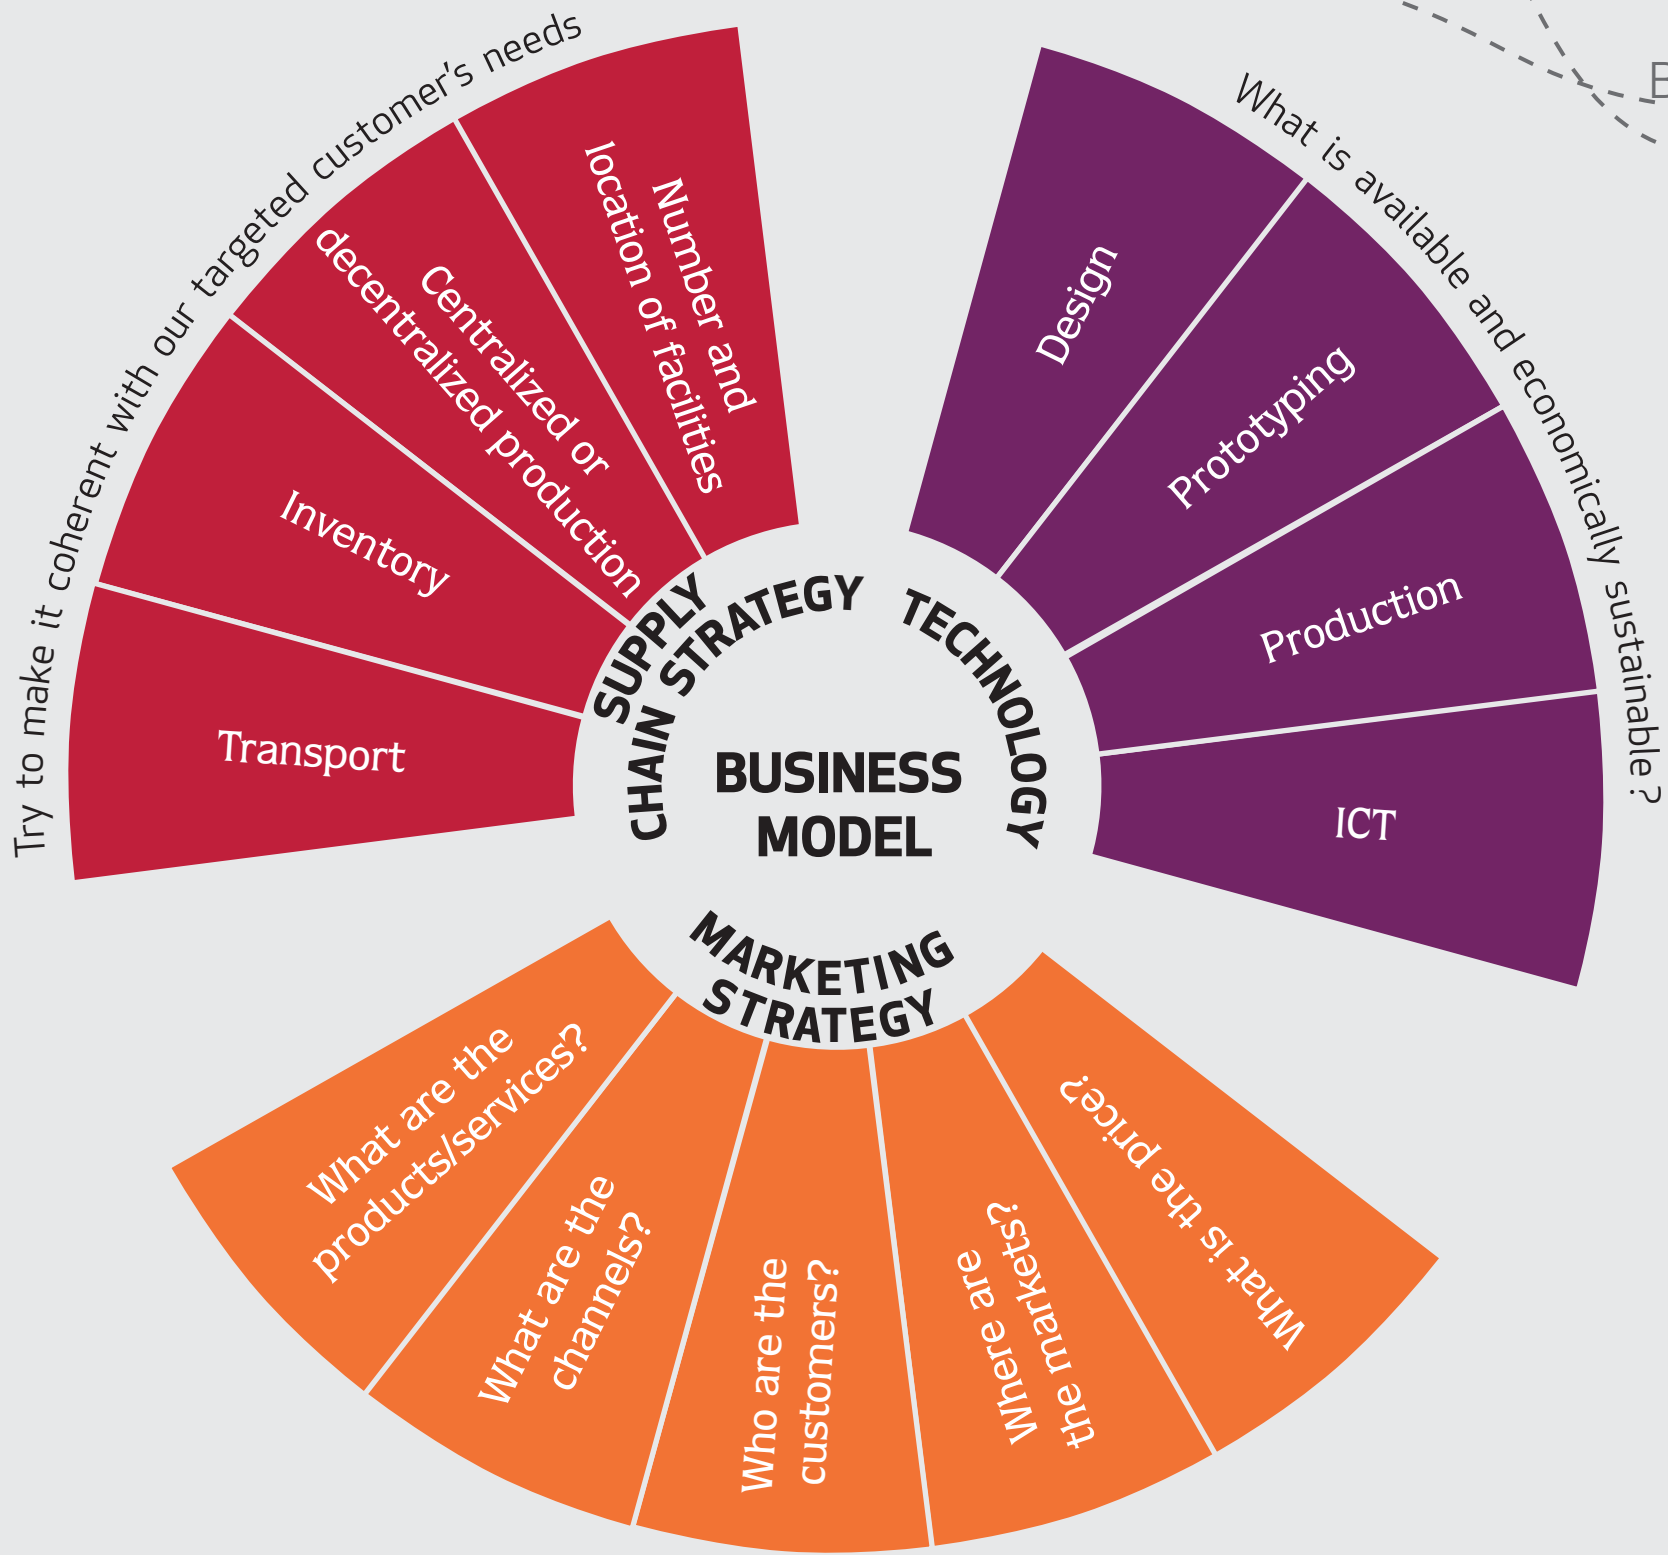 Try to make it coherent with our targeted customer's needs
Number and
location of facilities
Centralized or
decentralized production
Inventory
Transport
SUPPLY
CHAIN STRATEGY
What is available and economically sustainable ?
Design
Prototyping
Production
ICT
TECHNOLOGY
BUSINESS
MODEL
MARKETING
STRATEGY
What are the
products/services?
What are the
channels?
Who are the
customers?
Where are
the markets?
What is the price?